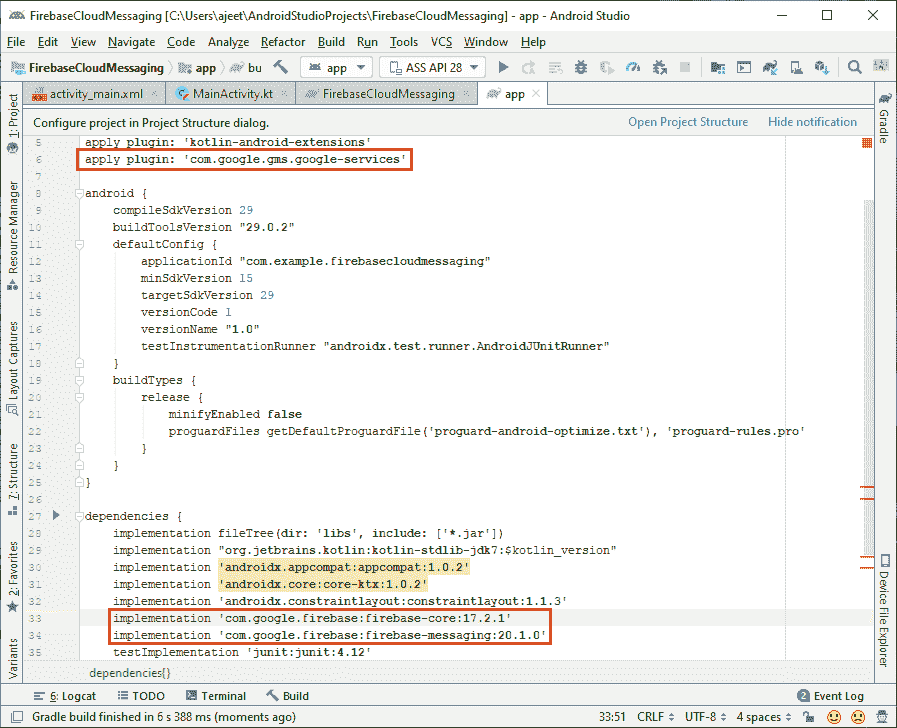 FirebaseCloudMessaging [C:\Users\ajeet\AndroidStudioProjects\FirebaseCloudMessaging] - app - Android Studio
File Edit View Navigate Code Analyze Refactor Build Run Tools VCS Window Help
FirebaseCloudMessaging app bu app ASS API 28
activity_main.xml MainActivity.kt FirebaseCloudMessaging app
Configure project in Project Structure dialog. Open Project Structure Hide notification
5 apply plugin: 'kotlin-android-extensions'
6 apply plugin: 'com.google.gms.google-services'
7
8 android {
9 compileSdkVersion 29
10 buildToolsVersion "29.0.2"
11 defaultConfig {
12 applicationId "com.example.firebasecloudmessaging"
13 minSdkVersion 15
14 targetSdkVersion 29
15 versionCode 1
16 versionName "1.0"
17 testInstrumentationRunner "androidx.test.runner.AndroidJUnitRunner"
18 }
19 buildTypes {
20 release {
21 minifyEnabled false
22 proguardFiles getDefaultProguardFile('proguard-android-optimize.txt'), 'proguard-rules.pro'
23 }
24 }
25 }
26
27 dependencies {
28 implementation fileTree(dir: 'libs', include: ['*.jar'])
29 implementation "org.jetbrains.kotlin:kotlin-stdlib-jdk7:$kotlin_version"
30 implementation 'androidx.appcompat:appcompat:1.0.2'
31 implementation 'androidx.core:core-ktx:1.0.2'
32 implementation 'androidx.constraintlayout:constraintlayout:1.1.3'
33 implementation 'com.google.firebase:firebase-core:17.2.1'
34 implementation 'com.google.firebase:firebase-messaging:20.1.0'
35 testImplementation 'junit:junit:4.12'
dependencies{}
1: Project
Resource Manager
Layout Captures
7: Structure
2: Favorites
Variants
Gradle
Device File Explorer
6: Logcat TODO Terminal Build 2 Event Log
Gradle build finished in 6 s 388 ms (moments ago) 33:51 CRLF UTF-8 4 spaces